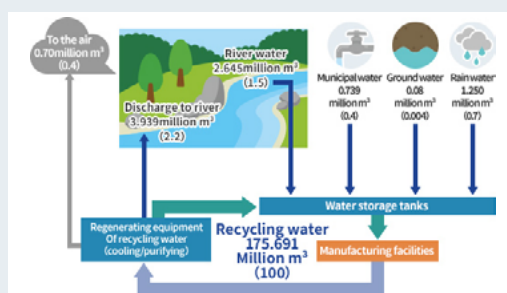 To the air
0.70million m³
(0.4)
River water
2.645million m³
(1.5)
Discharge to river
3.939million m³
(2.2)
Municipal water
0.739
million m³
(0.4)
Ground water
0.08
million m³
(0.004)
Rain water
1.250
million m³
(0.7)
Water storage tanks
Regenerating equipment
Of recycling water
(cooling/purifying)
Recycling water
175.691
Million m³
(100)
Manufacturing facilities